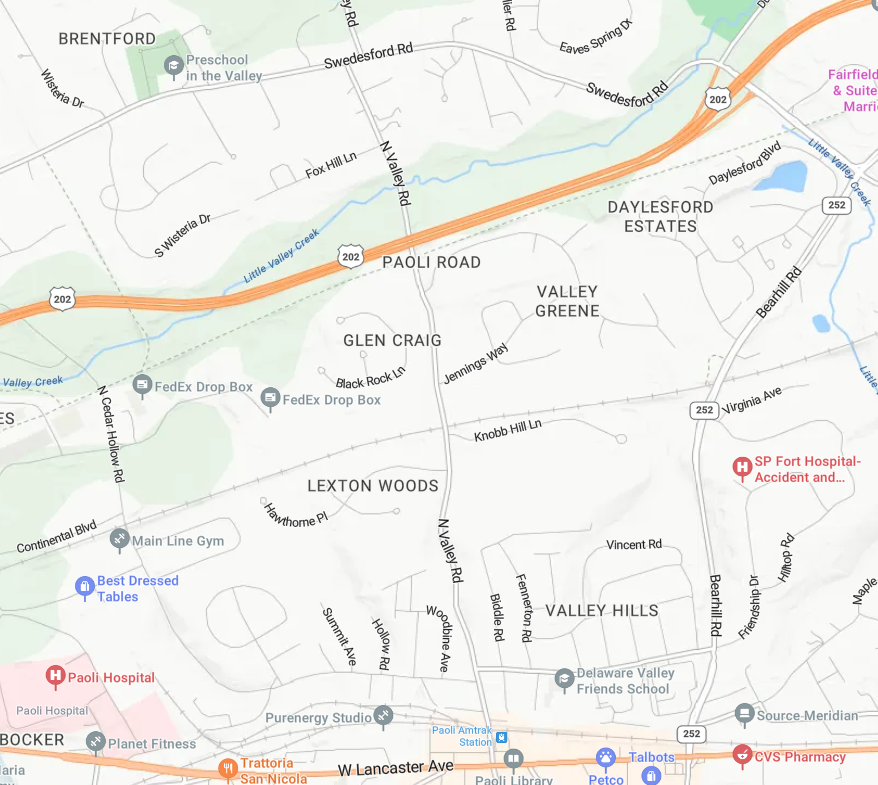 ey Rd
lier Rd
BRENTFORD
Swedesford Rd
Eaves Spring Dr
Preschool
in the Valley
Wisteria Dr
Swedesford Rd
202
Fairfield
& Suite
Marri
Fox Hill Ln
N Valley Rd
Daylesford Blvd
Little Valley Creek
252
DAYLESFORD
ESTATES
S Wisteria Dr
Little Valley Creek
202
PAOLI ROAD
202
VALLEY
GREENE
Bearhill Rd
GLEN CRAIG
Jennings Way
Black Rock Ln
Valley Creek
FedEx Drop Box
FedEx Drop Box
Little
ES
N Cedar Hollow Rd
252
Virginia Ave
Knobb Hill Ln
SP Fort Hospital-
Accident and...
LEXTON WOODS
Hawthorne Pl
Continental Blvd
Main Line Gym
N Valley Rd
Vincent Rd
Hilltop Rd
Best Dressed
Tables
Maple
Summit Ave
Hollow Rd
Woodbine Ave
Biddle Rd
Fennerton Rd
VALLEY HILLS
Bearhill Rd
Friendship Dr
Paoli Hospital
Delaware Valley
Friends School
Paoli Hospital
Purenergy Studio
Source Meridian
BOCKER
Planet Fitness
Paoli Amtrak
Station
252
Trattoria
San Nicola
W Lancaster Ave
Paoli Library
Petco
Talbots
CVS Pharmacy
laria